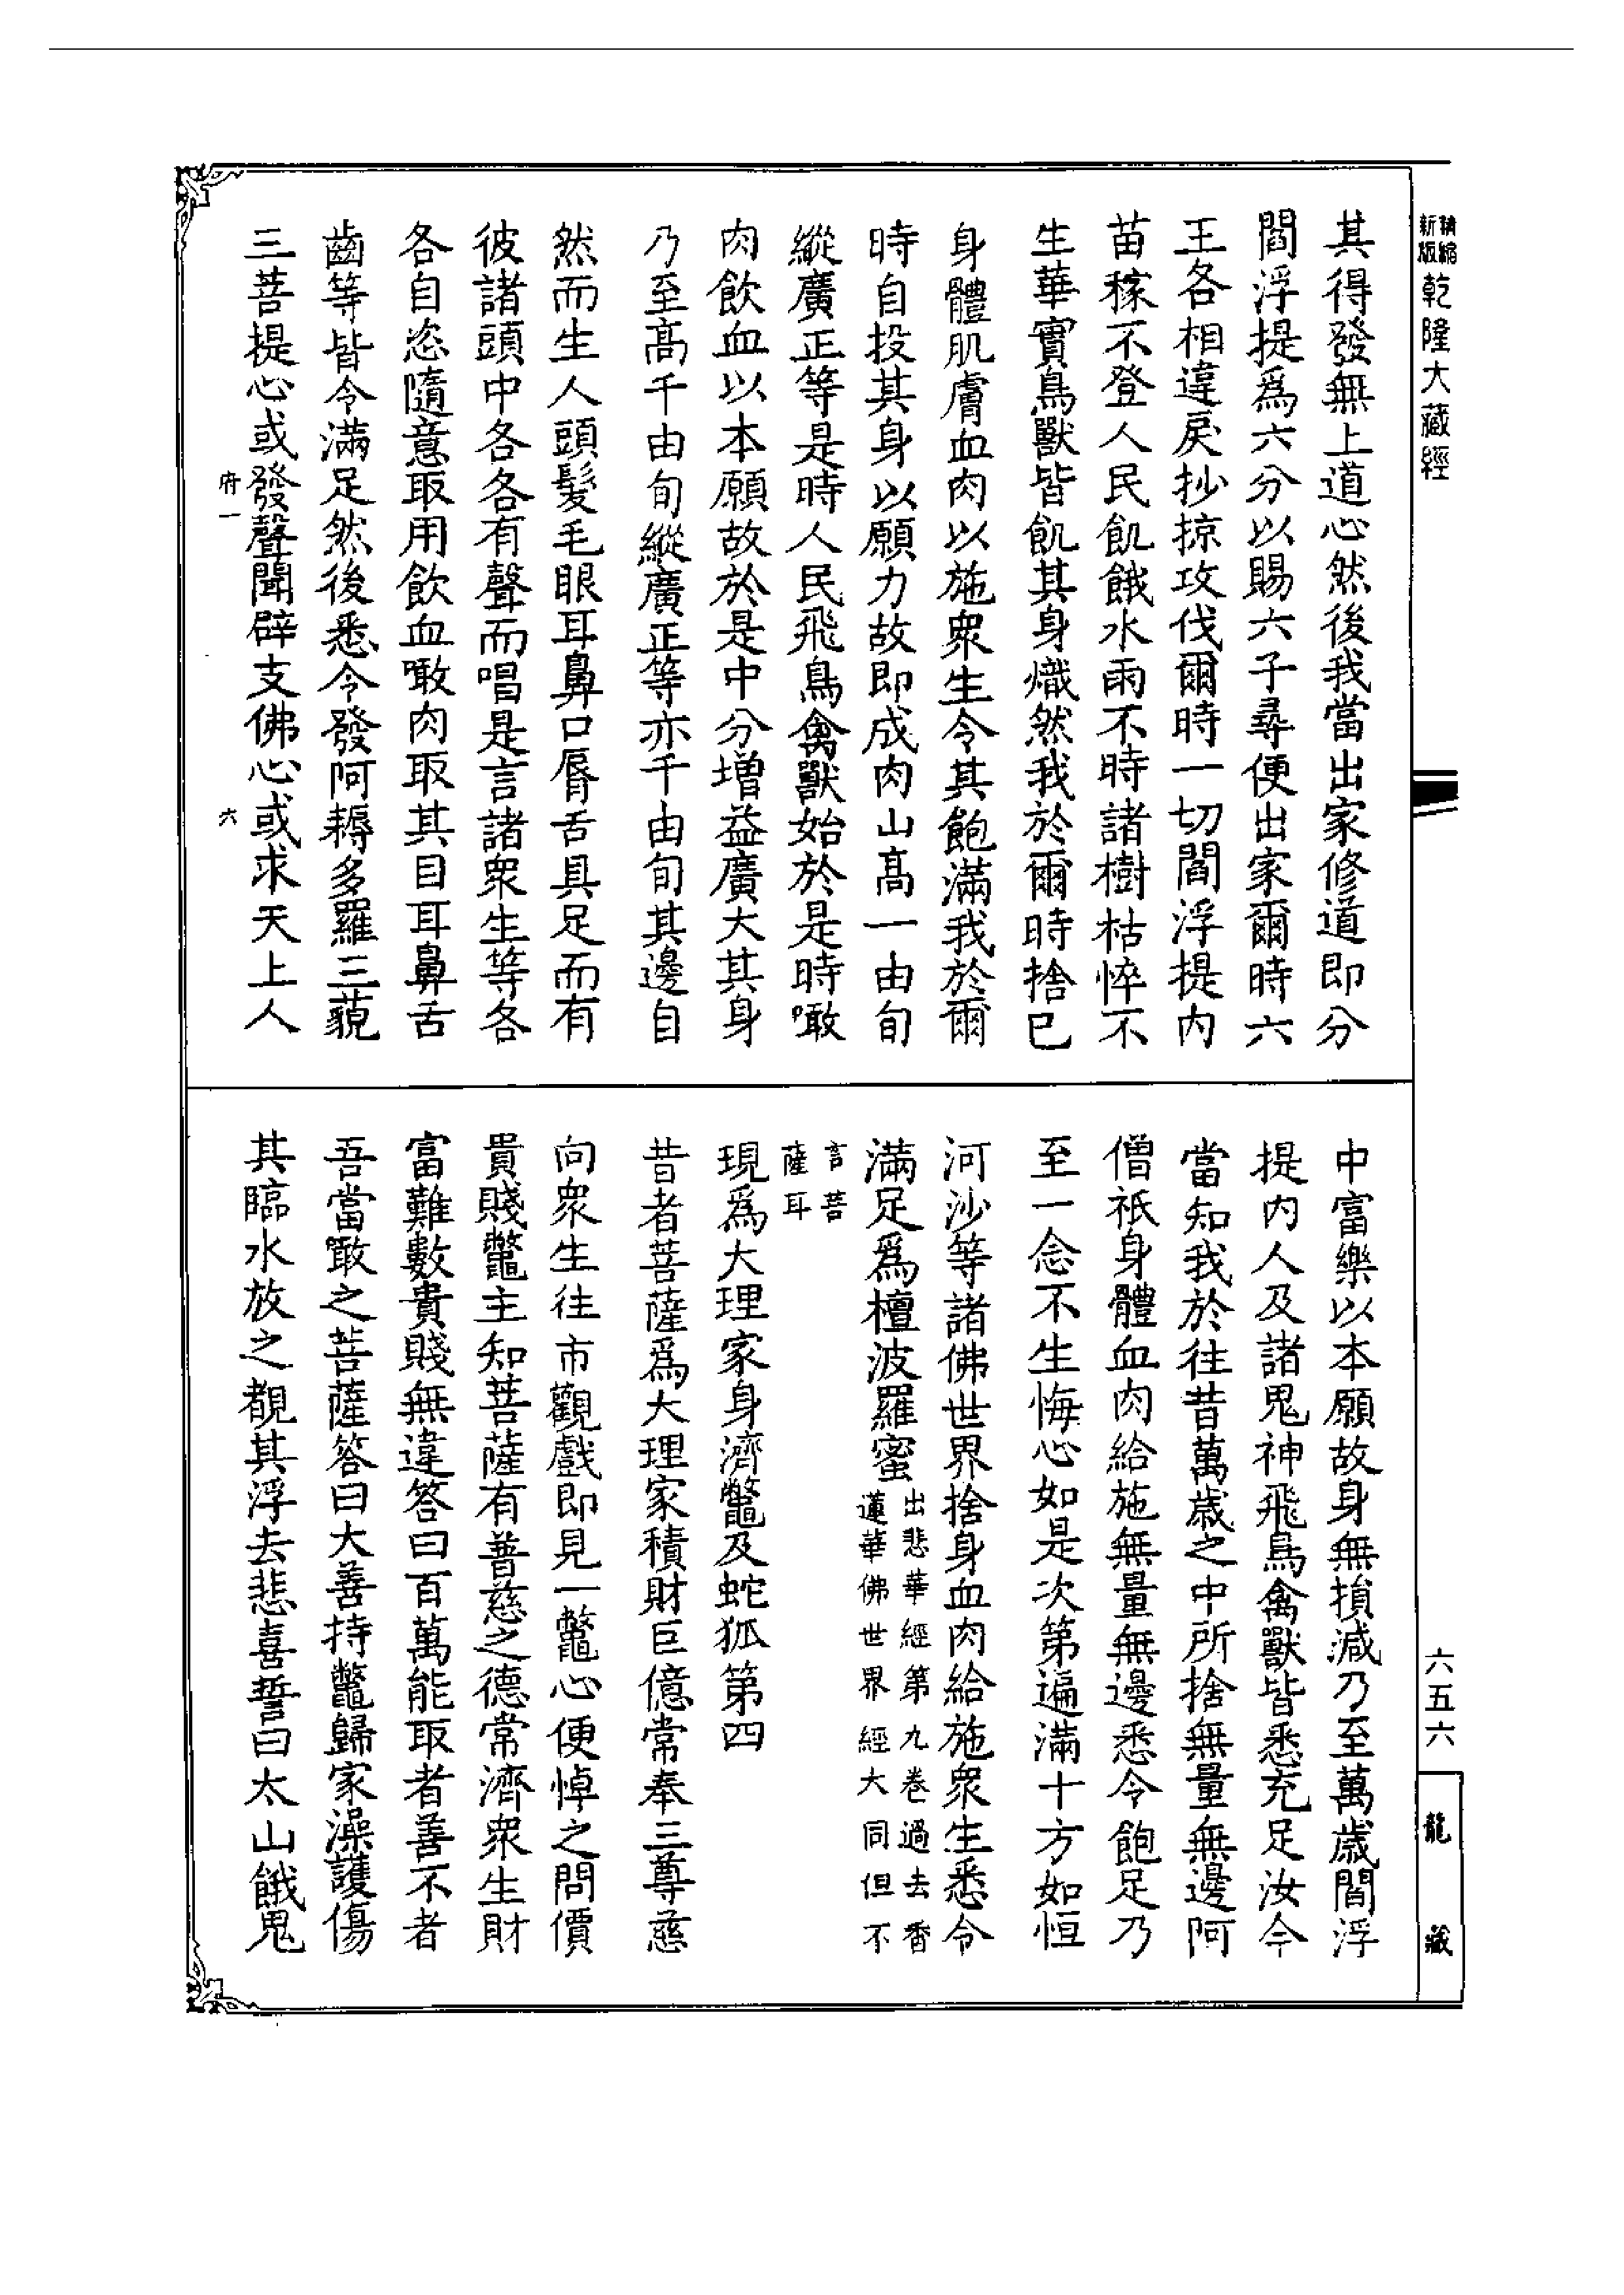 新版精縮乾隆大藏經
其得發無上道心然後我當出家修道即分
閻浮提爲六分以賜六子尋便出家爾時六
王各相違戾抄掠攻伐爾時一切閻浮提內
苗稼不登人民飢餓水雨不時諸樹枯悴不
生華實鳥獸皆飢其身熾然我於爾時捨已
身體肌膚血肉以施衆生令其飽滿我於爾
時自投其身以願力故即成肉山高一由旬
縱廣正等是時人民飛鳥禽獸始於是時噉
肉飲血以本願故於是中分增益廣大其身
乃至高千由旬縱廣正等亦千由旬其邊自
然而生人頭髮毛眼耳鼻口脣舌具足而有
彼諸頭中各各有聲而唱是言諸衆生等各
各自恣隨意取用飲血噉肉取其目耳鼻舌
齒等皆令滿足然後悉令發阿耨多羅三藐
三菩提心或發聲聞辟支佛心或求天上人
府一
六
中富樂以本願故身無損減乃至萬歲閻浮
提內人及諸鬼神飛鳥禽獸皆悉充足汝今
當知我於往昔萬歲之中所捨無量無邊阿
僧祇身體血肉給施無量無邊悉令飽足乃
至一念不生悔心如是次第遍滿十方如恒
河沙等諸佛世界捨身血肉給施衆生悉令
滿足爲檀波羅蜜出悲華經第九卷過去香
蓮華佛世界經大同但不
言菩
薩耳
現爲大理家身濟鼈及蛇狐第四
昔者菩薩爲大理家積財巨億常奉三尊慈
向衆生往市觀戲即見一鼈心便悼之問價
貴賤鼈主知菩薩有普慈之德常濟衆生財
富難數貴賤無違答曰百萬能取者善不者
吾當噉之菩薩答曰大善持鼈歸家澡護傷
其臨水放之覩其浮去悲喜誓曰太山餓鬼
六五六
龍藏